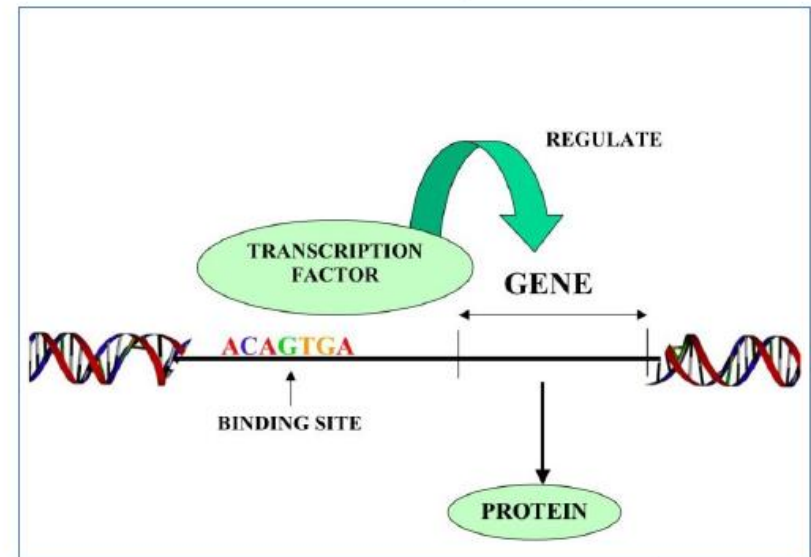 REGULATE
TRANSCRIPTION
FACTOR
GENE
ACAGTGA
BINDING SITE
PROTEIN